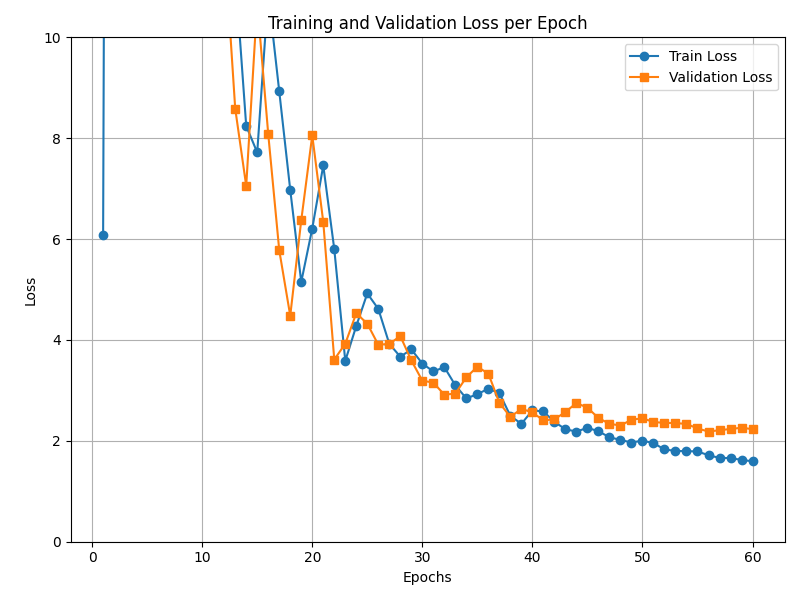 Training and Validation Loss per Epoch
Train Loss
Validation Loss
Loss
10
8
6
4
2
0
0 10 20 30 40 50 60
Epochs